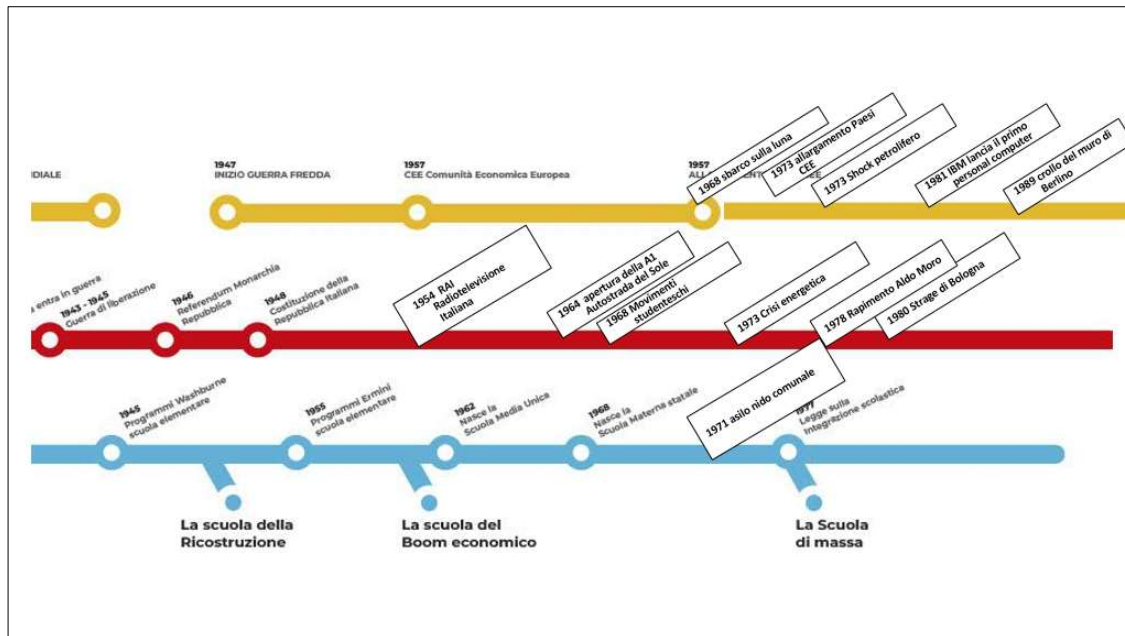 NDIALE
1947
INIZIO GUERRA FREDDA
1957
CEE Comunità Economica Europea
1957
1968 sbarco sulla luna
1973 allargamento Paesi
CEE
1973 Shock petrolifero
1981 IBM lancia il primo
personal computer
1989 crollo del muro di
Berlino
entra in guerra
1943 - 1945
Guerra di liberazione
1946
Referendum Monarchia
Repubblica
1948
Costituzione della
Repubblica Italiana
1954 RAI
Radiotelevisione
Italiana
1964 apertura della A1
Autostrada del Sole
1968 Movimenti
studenteschi
1973 Crisi energetica
1978 Rapimento Aldo Moro
1980 Strage di Bologna
1945
Programmi Washburne
scuola elementare
1955
Programmi Ermini
scuola elementare
1962
Nasce la
Scuola Media Unica
1968
Nasce la
Scuola Materna statale
1971 asilo nido comunale
1977
Legge sulla
Integrazione scolastica
La scuola della
Ricostruzione
La scuola del
Boom economico
La Scuola
di massa